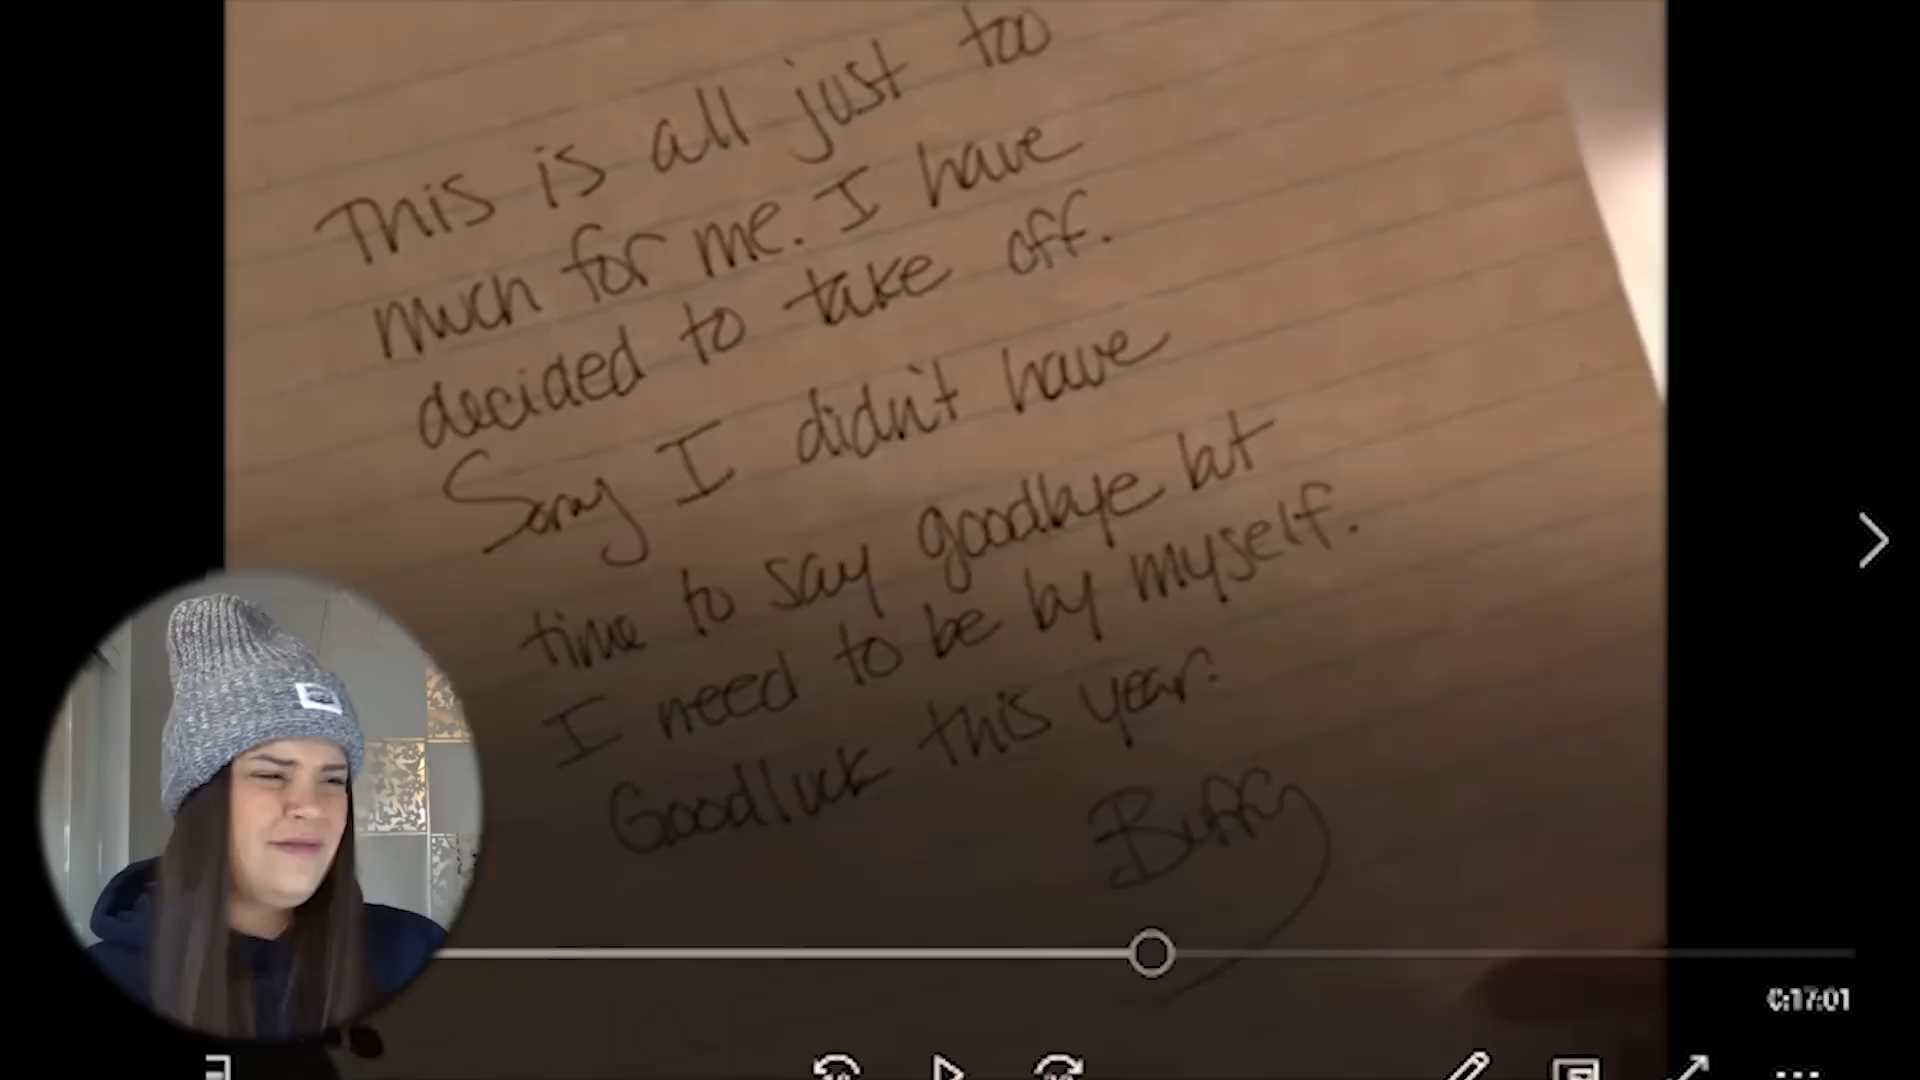 This is all just too
much for me. I have
decided to take off.
Sorry I didn't have
time to say goodbye but
I need to be by myself.
Goodluck this year.
Buffy
0:17:01